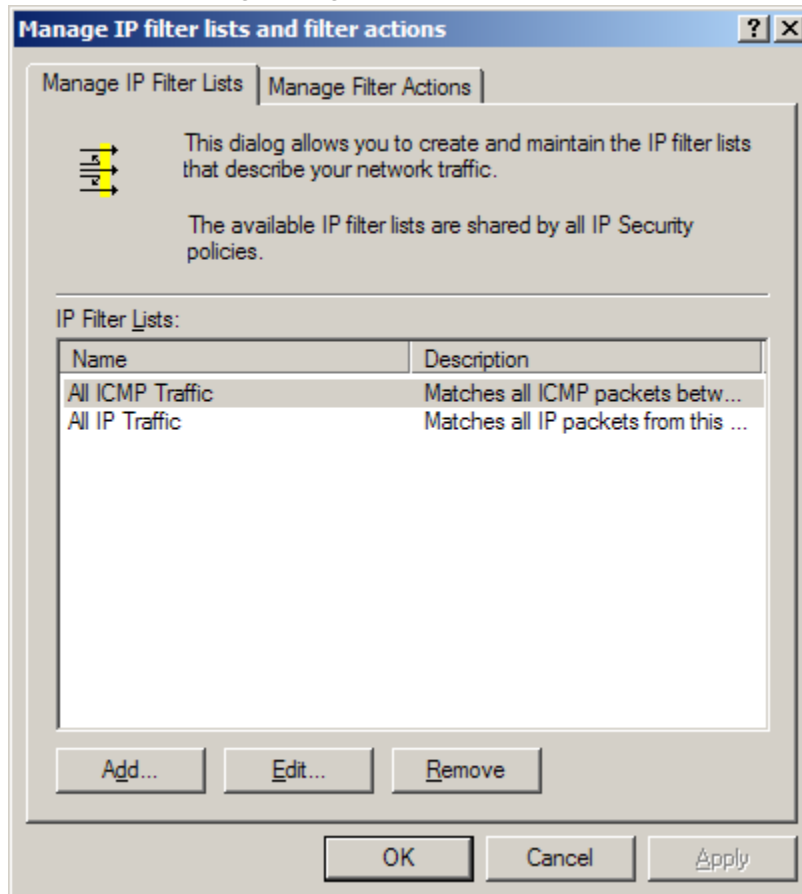 Manage IP filter lists and filter actions
Manage IP Filter Lists
Manage Filter Actions
This dialog allows you to create and maintain the IP filter lists
that describe your network traffic.
The available IP filter lists are shared by all IP Security
policies.
IP Filter Lists:
Name Description
All ICMP Traffic Matches all ICMP packets betw...
All IP Traffic Matches all IP packets from this ...
Add... Edit... Remove
OK Cancel Apply